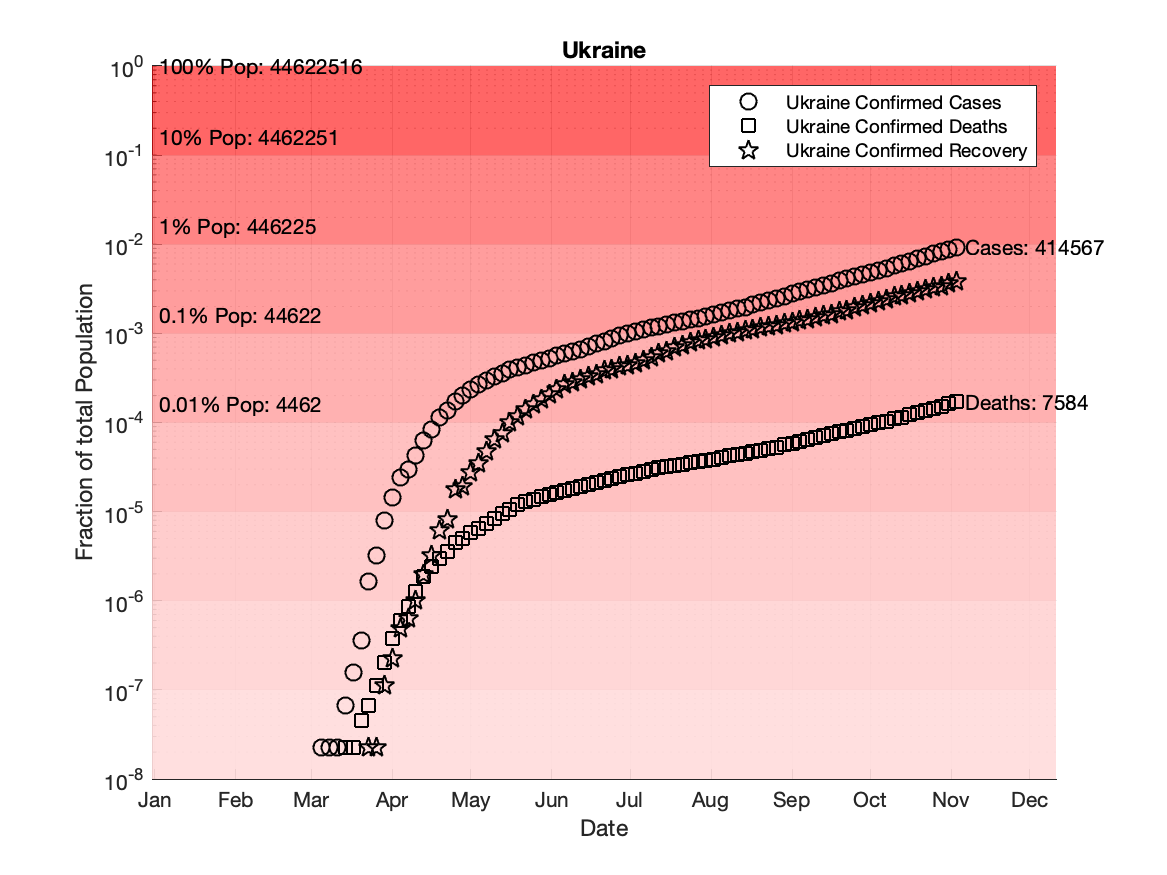 Ukraine
10^0
100% Pop: 44622516
Ukraine Confirmed Cases
Ukraine Confirmed Deaths
Ukraine Confirmed Recovery
10% Pop: 4462251
10^-1
1% Pop: 446225
10^-2
Cases: 414567
0.1% Pop: 44622
10^-3
0.01% Pop: 4462
Deaths: 7584
10^-4
10^-5
10^-6
10^-7
10^-8
Fraction of total Population
Jan Feb Mar Apr May Jun Jul Aug Sep Oct Nov Dec
Date